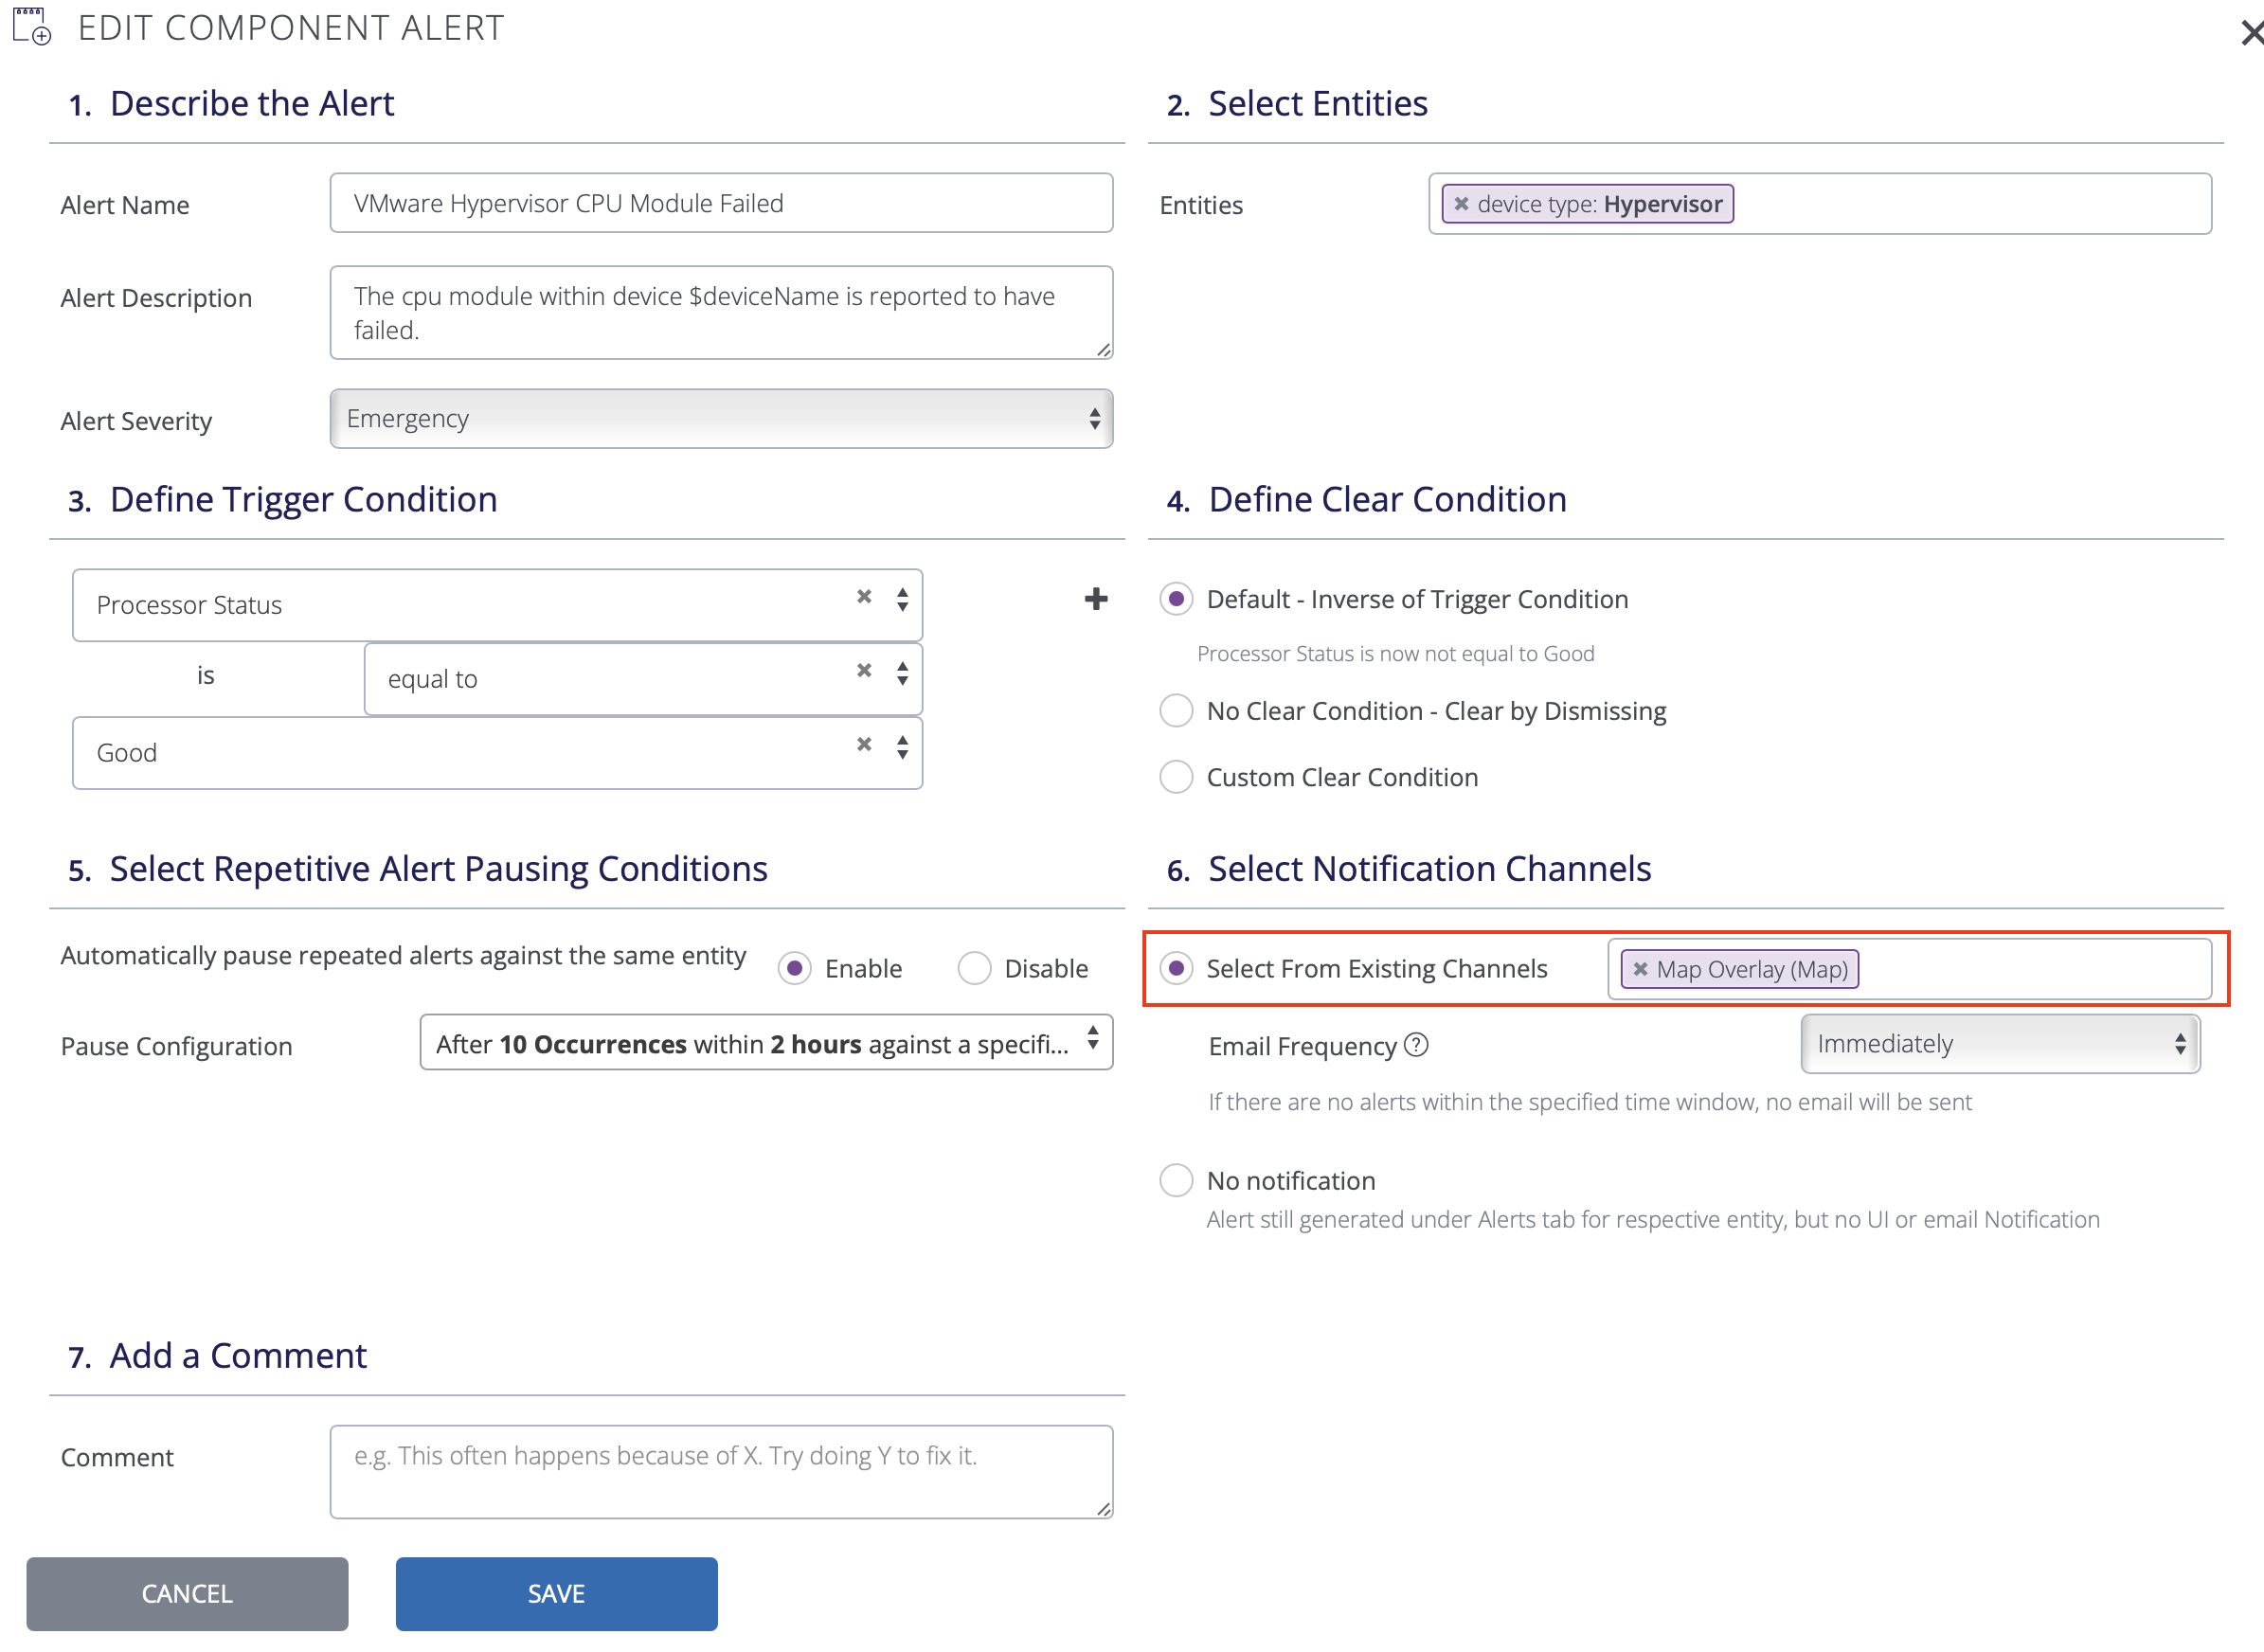 EDIT COMPONENT ALERT
1. Describe the Alert
Alert Name
VMware Hypervisor CPU Module Failed
Alert Description
The cpu module within device $deviceName is reported to have
failed.
Alert Severity
Emergency
2. Select Entities
Entities
device type: Hypervisor
3. Define Trigger Condition
Processor Status
is
equal to
Good
4. Define Clear Condition
Default - Inverse of Trigger Condition
Processor Status is now not equal to Good
No Clear Condition - Clear by Dismissing
Custom Clear Condition
5. Select Repetitive Alert Pausing Conditions
Automatically pause repeated alerts against the same entity
Enable
Disable
Pause Configuration
After 10 Occurrences within 2 hours against a specifi...
6. Select Notification Channels
Select From Existing Channels
Map Overlay (Map)
Email Frequency ?
Immediately
If there are no alerts within the specified time window, no email will be sent
No notification
Alert still generated under Alerts tab for respective entity, but no UI or email Notification
7. Add a Comment
Comment
e.g. This often happens because of X. Try doing Y to fix it.
CANCEL
SAVE